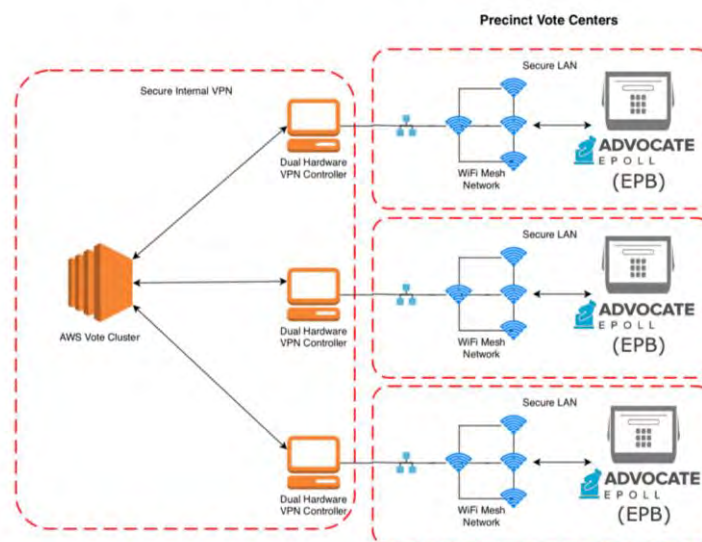 Precinct Vote Centers
Secure Internal VPN
AWS Vote Cluster
Dual Hardware
VPN Controller
Secure LAN
WiFi Mesh
Network
ADVOCATE
EPOLL
(EPB)
Dual Hardware
VPN Controller
Secure LAN
WiFi Mesh
Network
ADVOCATE
EPOLL
(EPB)
Dual Hardware
VPN Controller
Secure LAN
WiFi Mesh
Network
ADVOCATE
EPOLL
(EPB)